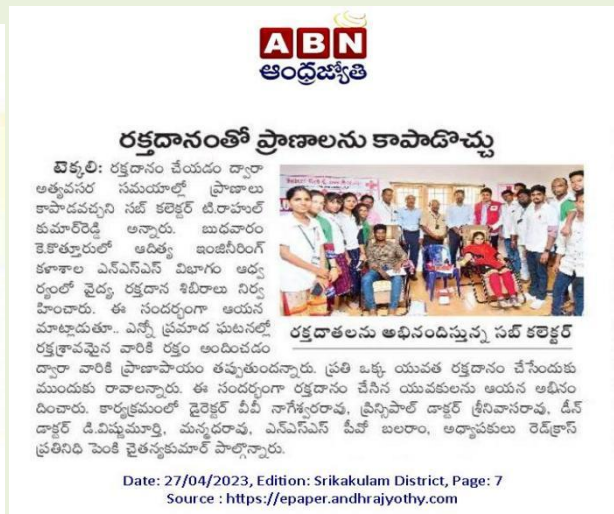 ABN
ఆంధ్రజ్యోతి
రక్తదానంతో ప్రాణాలను కాపాడొచ్చు
టెక్కలి: రక్తదానం చేయడం ద్వారా
అత్యవసర సమయాల్లో ప్రాణాలు
కాపాడవచ్చని సబ్ కలెక్టర్ టి.రాహుల్
కుమార్‌రెడ్డి అన్నారు. బుధవారం
కె.కొత్తూరులో ఆదిత్య ఇంజినీరింగ్
కళాశాల ఎన్ఎస్ఎస్ విభాగం ఆధ్వ
ర్యంలో వైద్య, రక్తదాన శిబిరాలు నిర్వ
హించారు. ఈ సందర్భంగా ఆయన
మాట్లాడుతూ.. ఎన్నో ప్రమాద ఘటనల్లో
రక్తస్రావమైన వారికి రక్తం అందించడం
రక్తదాతలను అభినందిస్తున్న సబ్ కలెక్టర్
ద్వారా వారికి ప్రాణాపాయం తప్పుతుందన్నారు. ప్రతి ఒక్క యువత రక్తదానం చేసేందుకు
ముందుకు రావాలన్నారు. ఈ సందర్భంగా రక్తదానం చేసిన యువకులను ఆయన అభినం
దించారు. కార్యక్రమంలో డైరెక్టర్ వీవీ నాగేశ్వరరావు, ప్రిన్సిపాల్ డాక్టర్ శ్రీనివాసరావు, డీన్
డాక్టర్ డి.విష్ణుమూర్తి, మన్మధరావు, ఎన్ఎస్ఎస్ పీవో బలరాం, అధ్యాపకులు రెడ్‌క్రాస్
ప్రతినిధి పెంకి చైతన్యకుమార్ పాల్గొన్నారు.
Date: 27/04/2023, Edition: Srikakulam District, Page: 7
Source : https://epaper.andhrajyothy.com